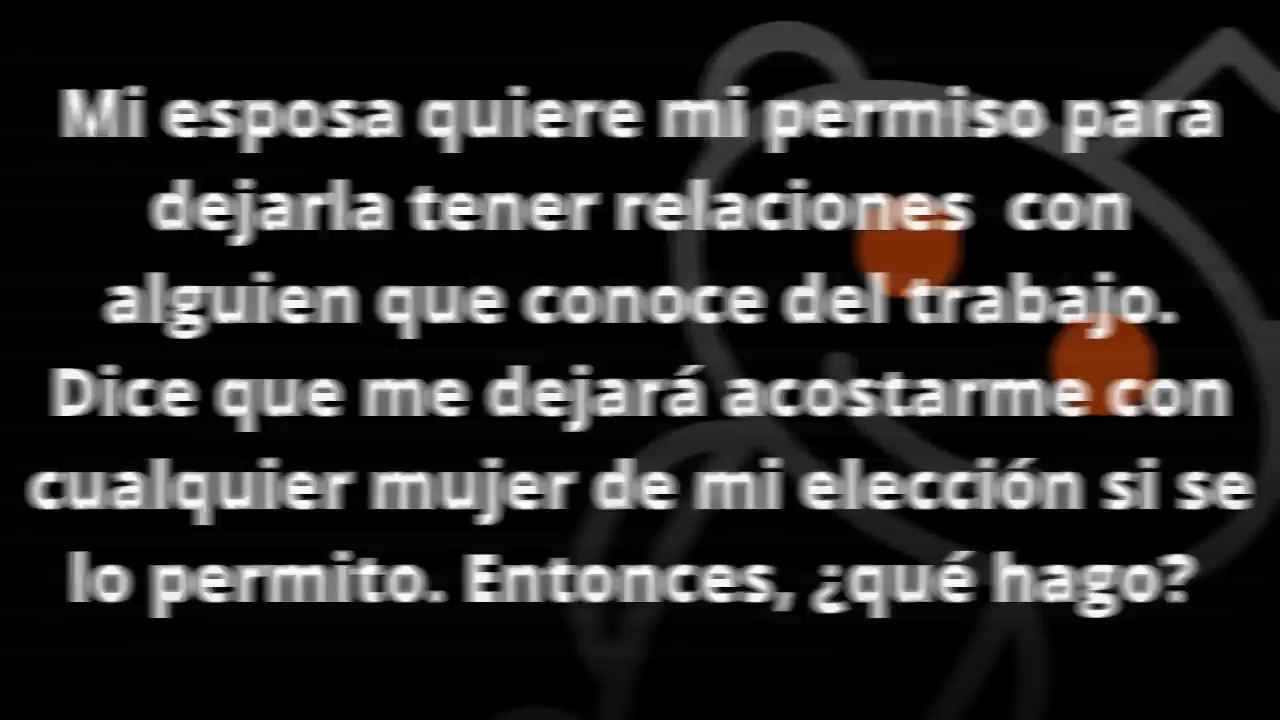 Mi esposa quiere mi permiso para
dejarla tener relaciones con
alguien que conoce del trabajo.
Dice que me dejará acostarme con
cualquier mujer de mi elección si se
lo permito. Entonces, ¿qué hago?